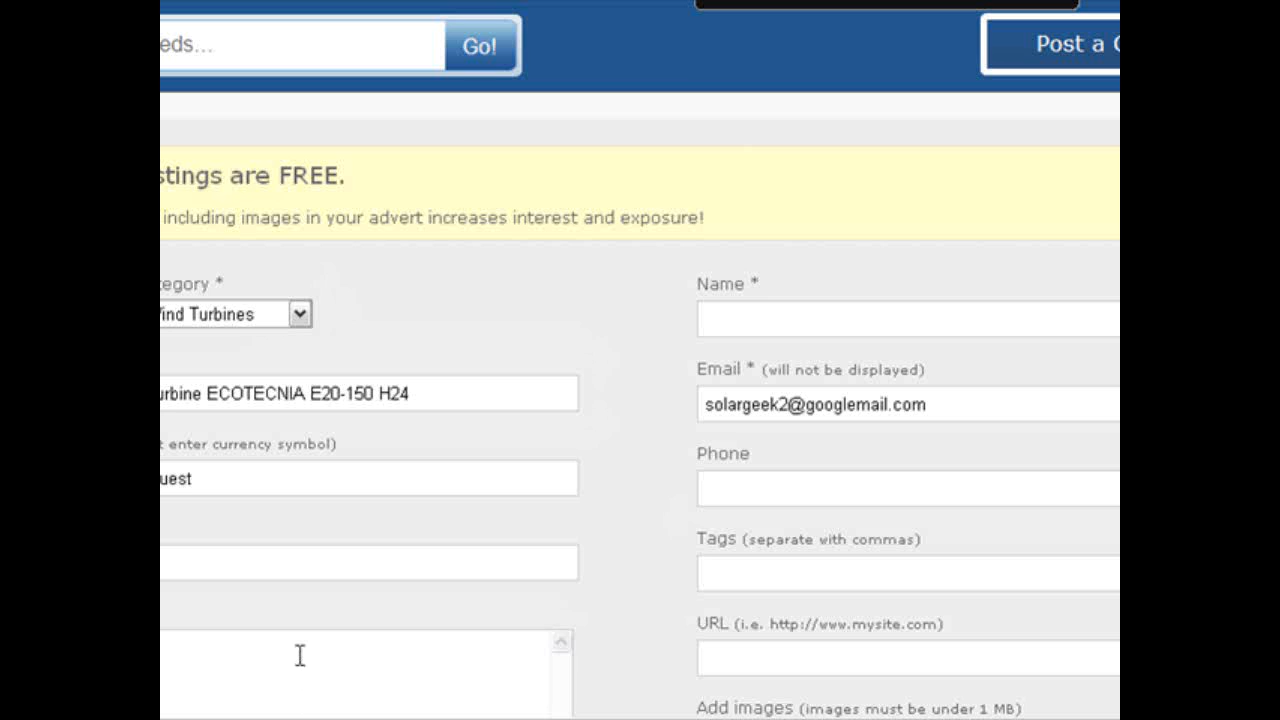 eds...
Go!
Post a
stings are FREE.
including images in your advert increases interest and exposure!
tegory *
Wind Turbines
urbine ECOTECNIA E20-150 H24
t enter currency symbol)
uest
Name *
Email * (will not be displayed)
solargeek2@googlemail.com
Phone
Tags (separate with commas)
URL (i.e. http://www.mysite.com)
Add images (images must be under 1 MB)